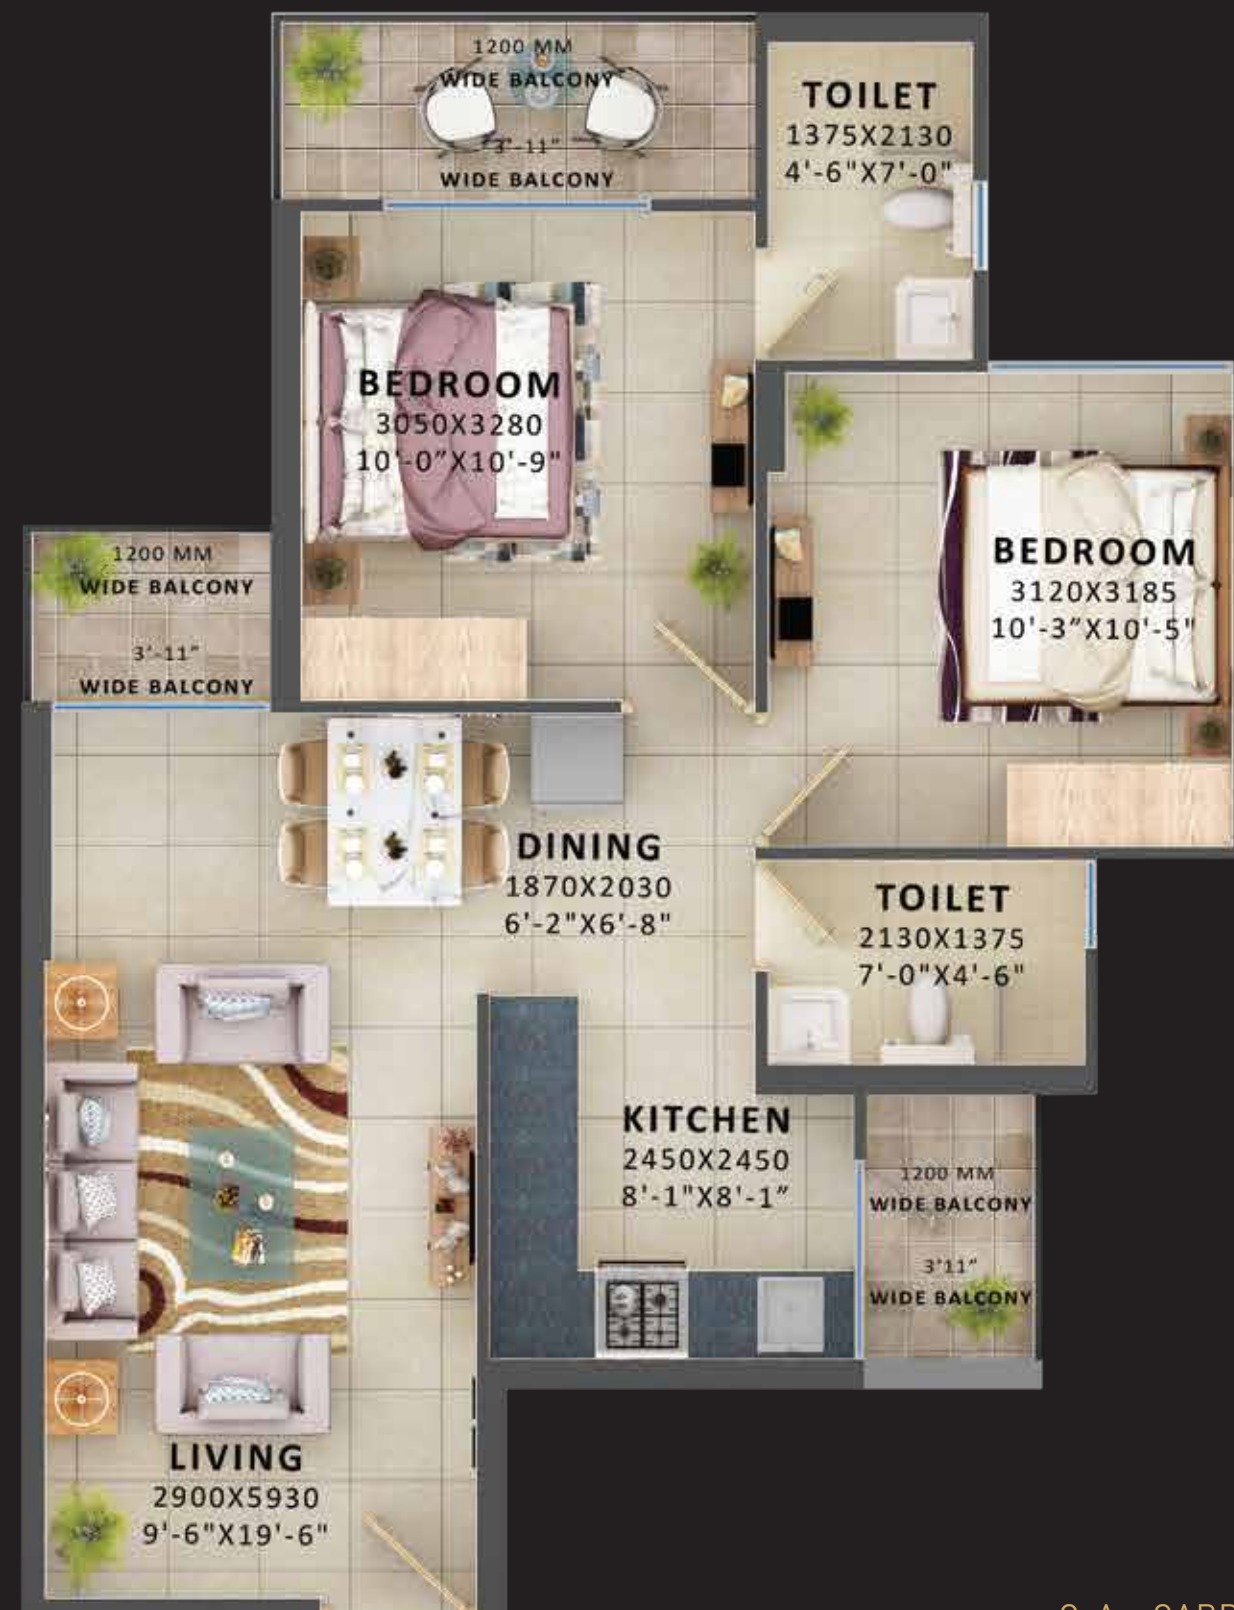 1200 MM
WIDE BALCONY
3'-11"
WIDE BALCONY
TOILET
1375X2130
4'-6"X7'-0"
BEDROOM
3050X3280
10'-0"X10'-9"
1200 MM
WIDE BALCONY
3'-11"
WIDE BALCONY
BEDROOM
3120X3185
10'-3"X10'-5"
DINING
1870X2030
6'-2"X6'-8"
TOILET
2130X1375
7'-0"X4'-6"
KITCHEN
2450X2450
8'-1"X8'-1"
1200 MM
WIDE BALCONY
3'11"
WIDE BALCONY
LIVING
2900X5930
9'-6"X19'-6"